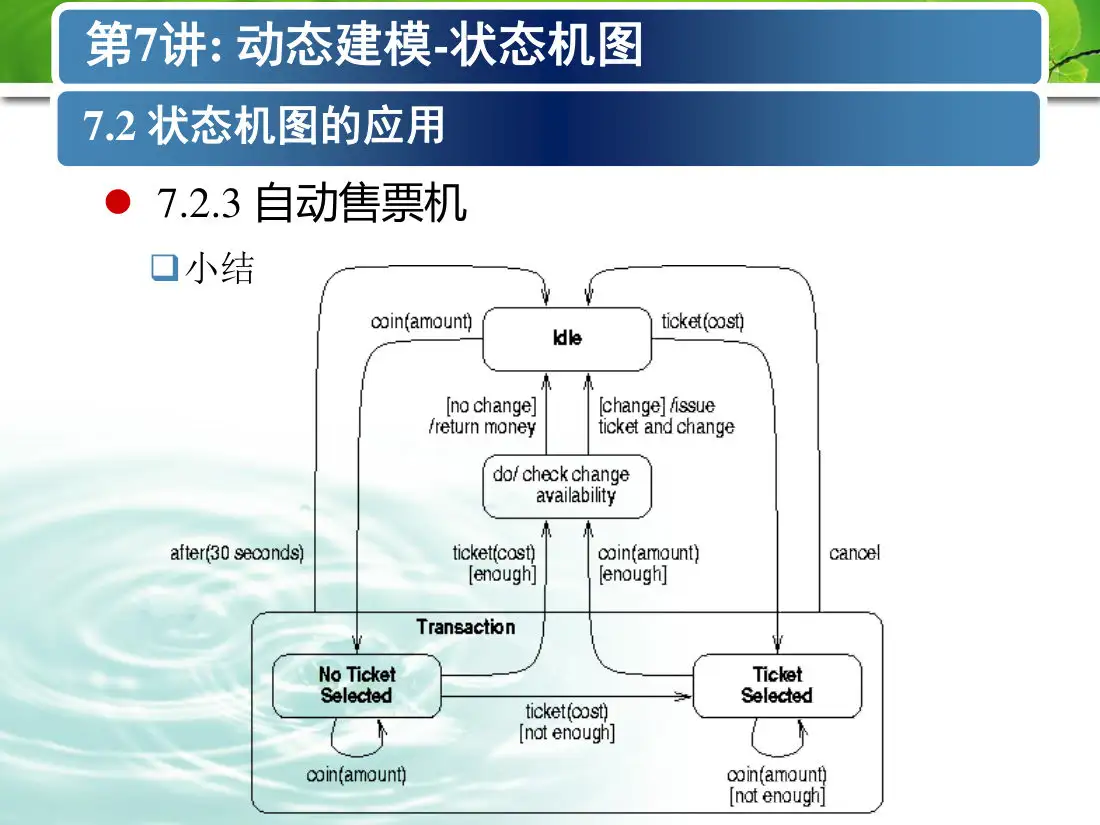 第7讲: 动态建模-状态机图
7.2 状态机图的应用
7.2.3 自动售票机
小结
coin(amount)
Idle
ticket(cost)
[no change]
/return money
[change] /issue
ticket and change
do/ check change
availability
after(30 seconds)
ticket(cost)
[enough]
coin(amount)
[enough]
cancel
Transaction
No Ticket
Selected
ticket(cost)
[not enough]
Ticket
Selected
coin(amount)
coin(amount)
[not enough]